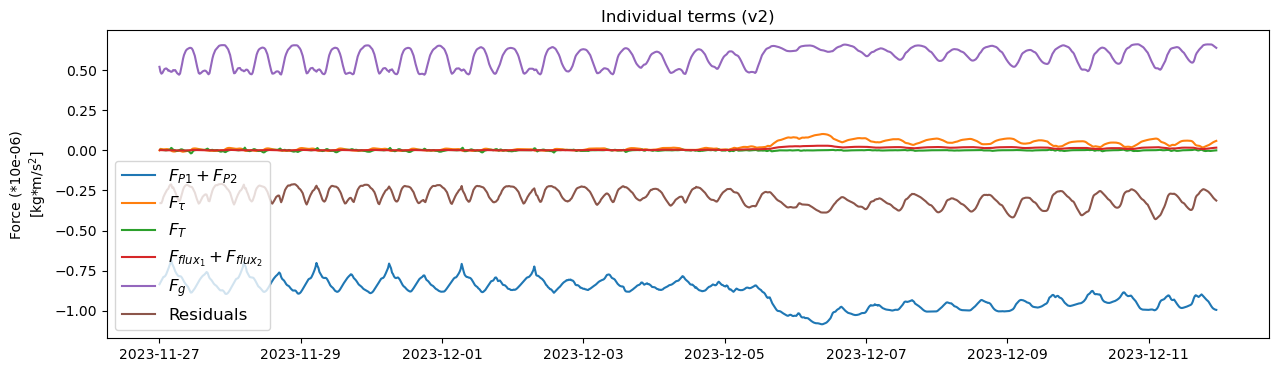 Individual terms (v2)
Force (*10e-06)
[kg*m/s²]
0.50
0.25
0.00
−0.25
−0.50
−0.75
−1.00
F_{P1} + F_{P2}
F_τ
F_T
F_{flux_1} + F_{flux_2}
F_g
Residuals
2023-11-27 2023-11-29 2023-12-01 2023-12-03 2023-12-05 2023-12-07 2023-12-09 2023-12-11